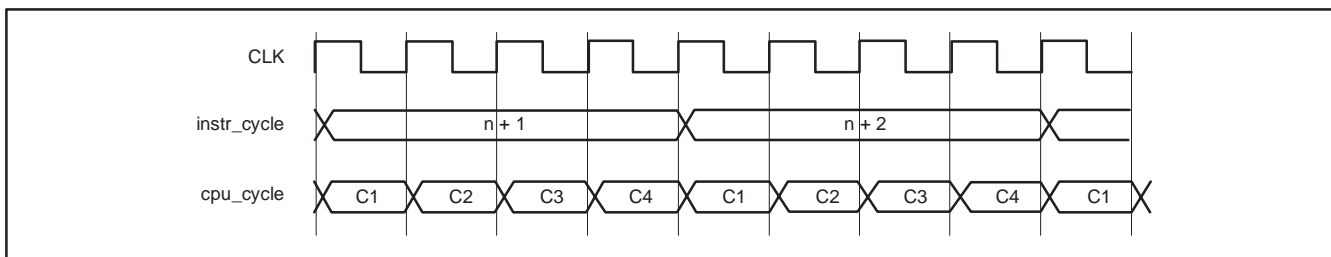 CLK
instr_cycle n + 1 n + 2
cpu_cycle C1 C2 C3 C4 C1 C2 C3 C4 C1